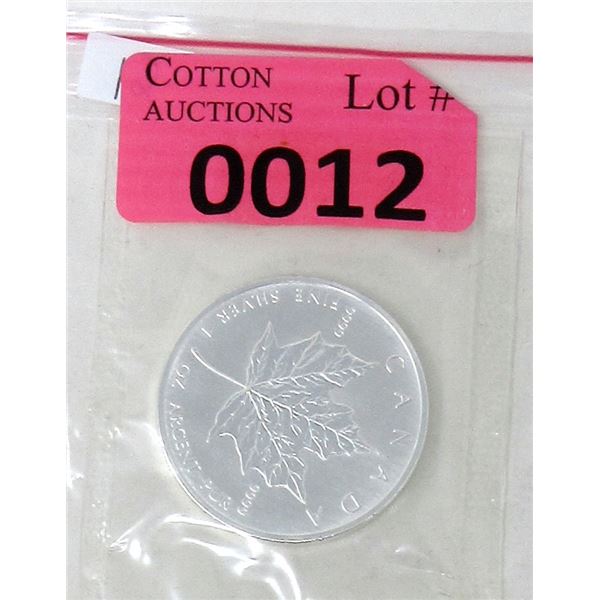 COTTON
AUCTIONS
Lot #
0012
CANADA
9999
FINE SILVER 1 OZ ARGENT PUR
9999